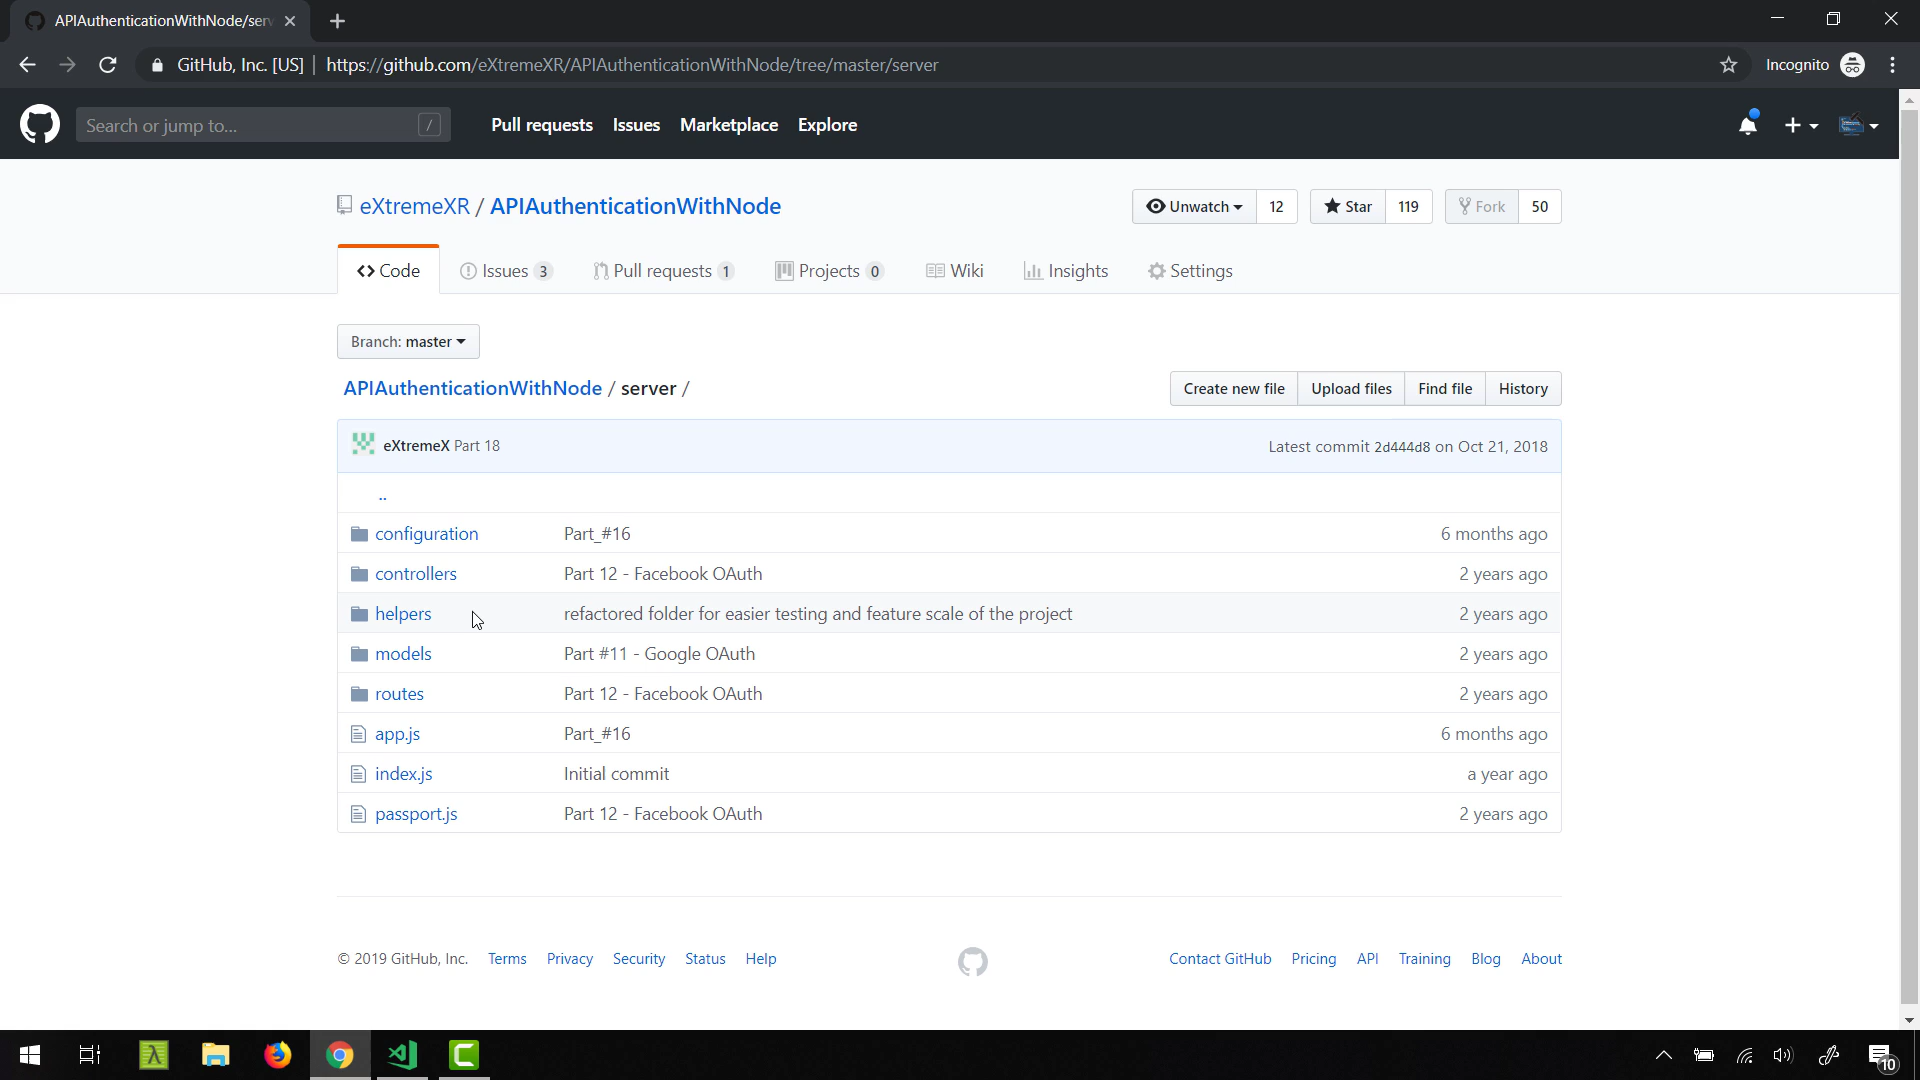 APIAuthenticationWithNode/serv
GitHub, Inc. [US] | https://github.com/eXtremeXR/APIAuthenticationWithNode/tree/master/server
Incognito
Search or jump to... /
Pull requests Issues Marketplace Explore
eXtremeXR / APIAuthenticationWithNode
Unwatch 12 Star 119 Fork 50
Code Issues 3 Pull requests 1 Projects 0 Wiki Insights Settings
Branch: master
APIAuthenticationWithNode / server /
Create new file Upload files Find file History
eXtremeX Part 18 Latest commit 2d444d8 on Oct 21, 2018
..
configuration Part_#16 6 months ago
controllers Part 12 - Facebook OAuth 2 years ago
helpers refactored folder for easier testing and feature scale of the project 2 years ago
models Part #11 - Google OAuth 2 years ago
routes Part 12 - Facebook OAuth 2 years ago
app.js Part_#16 6 months ago
index.js Initial commit a year ago
passport.js Part 12 - Facebook OAuth 2 years ago
© 2019 GitHub, Inc. Terms Privacy Security Status Help Contact GitHub Pricing API Training Blog About
10